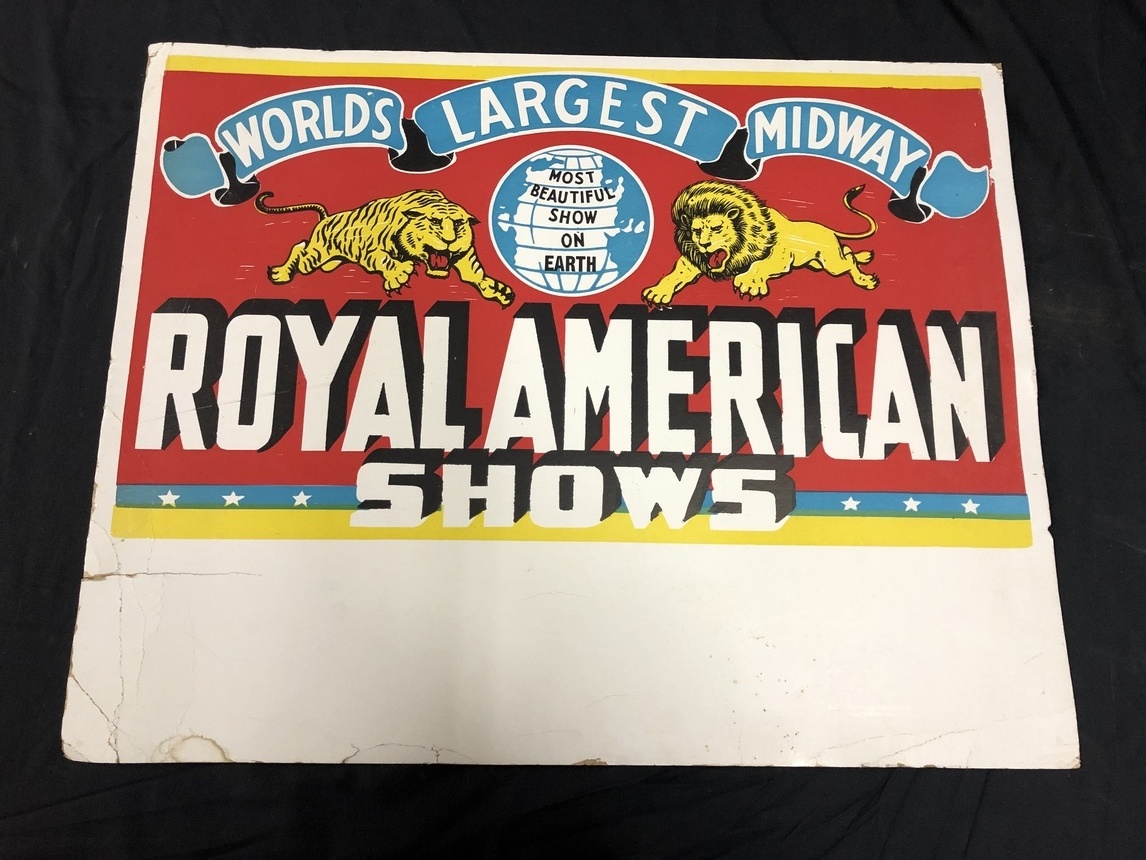 WORLD'S LARGEST MIDWAY
MOST
BEAUTIFUL
SHOW
ON
EARTH
ROYAL AMERICAN
SHOWS